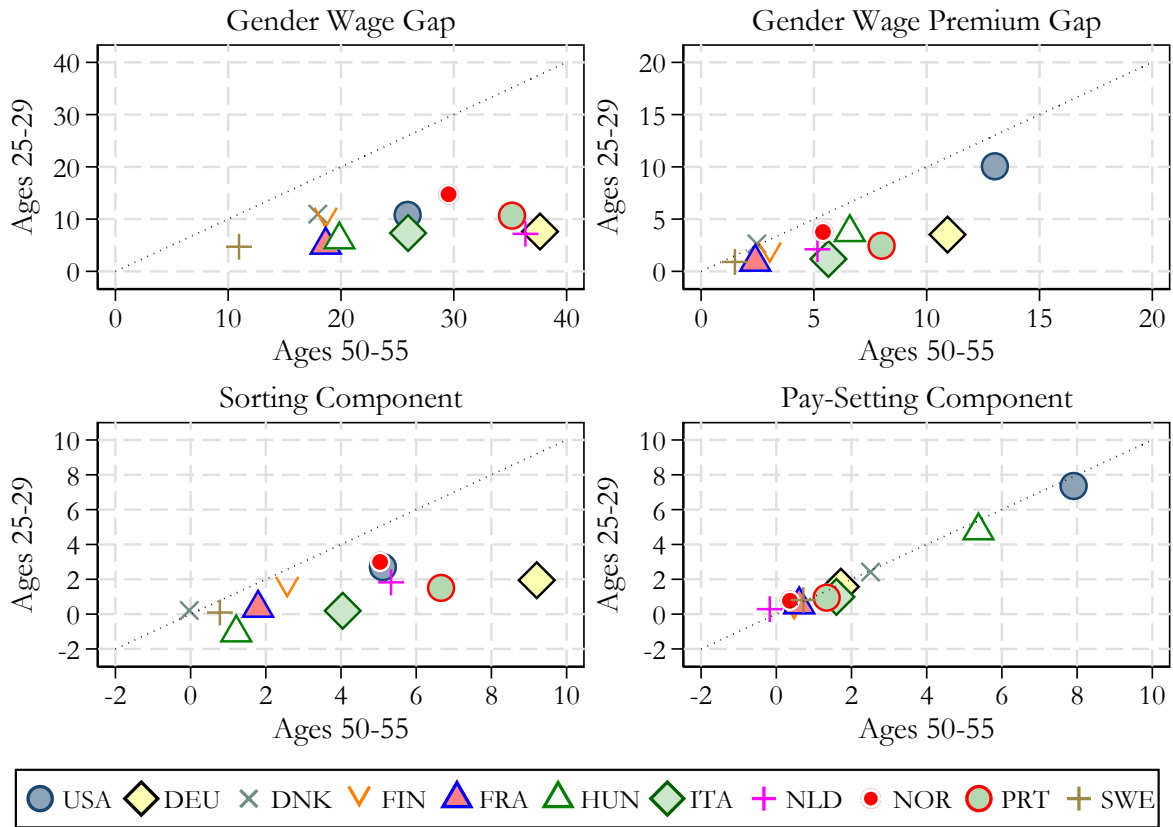 Gender Wage Gap
Ages 25-29
40
30
20
10
0
0 10 20 30 40
Ages 50-55
Gender Wage Premium Gap
Ages 25-29
20
15
10
5
0
0 5 10 15 20
Ages 50-55
Sorting Component
Ages 25-29
10
8
6
4
2
0
-2
-2 0 2 4 6 8 10
Ages 50-55
Pay-Setting Component
Ages 25-29
10
8
6
4
2
0
-2
-2 0 2 4 6 8 10
Ages 50-55
USA DEU DNK FIN FRA HUN ITA NLD NOR PRT SWE